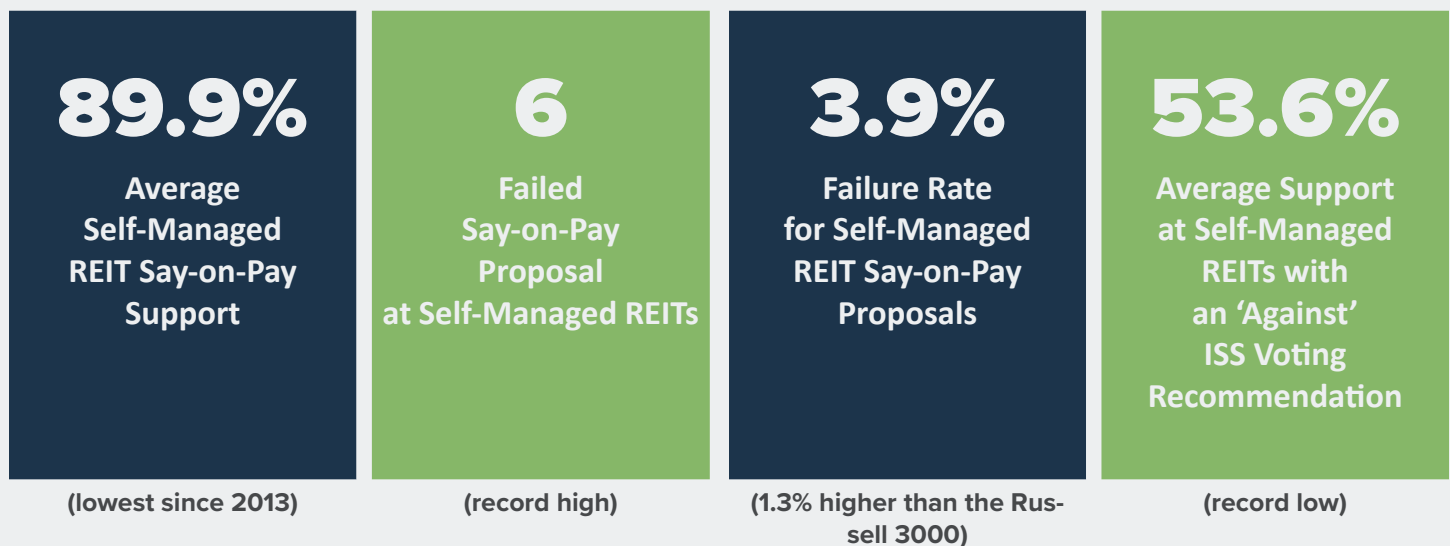 89.9%
Average
Self-Managed
REIT Say-on-Pay
Support
(lowest since 2013)
6
Failed
Say-on-Pay
Proposal
at Self-Managed REITs
(record high)
3.9%
Failure Rate
for Self-Managed
REIT Say-on-Pay
Proposals
(1.3% higher than the Rus-
sell 3000)
53.6%
Average Support
at Self-Managed
REITs with
an ‘Against’
ISS Voting
Recommendation
(record low)